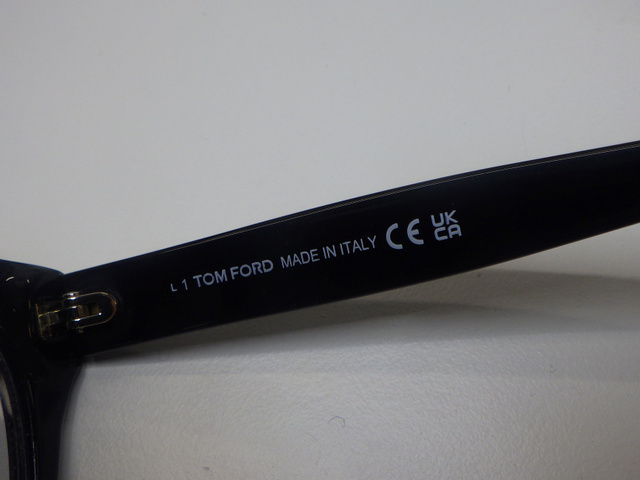 L 1 TOM FORD MADE IN ITALY CE UK
CA